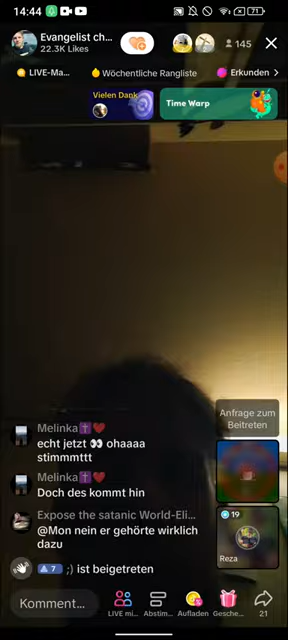 14:44
71
Evangelist ch...
22.3K Likes
145
LIVE-Ma...
Wöchentliche Rangliste
Erkunden
Vielen Dank
Time Warp
Anfrage zum
Beitreten
Melinka✝️❤️
echt jetzt 👀 ohaaaa
stimmmttt
Melinka✝️❤️
Doch des kommt hin
Expose the satanic World-Eli...
@Mon nein er gehörte wirklich
dazu
19
Reza
7 ;) ist beigetreten
Komment...
LIVE mi...
Abstim...
Aufladen
Gesche...
21